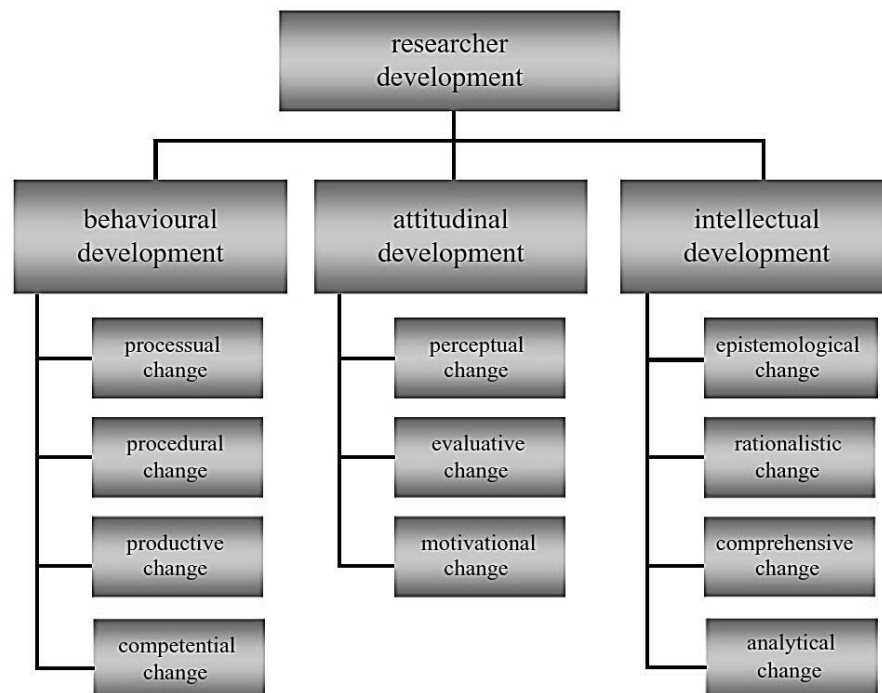 researcher
development
behavioural
development
attitudinal
development
intellectual
development
processual
change
procedural
change
productive
change
competential
change
perceptual
change
evaluative
change
motivational
change
epistemological
change
rationalistic
change
comprehensive
change
analytical
change